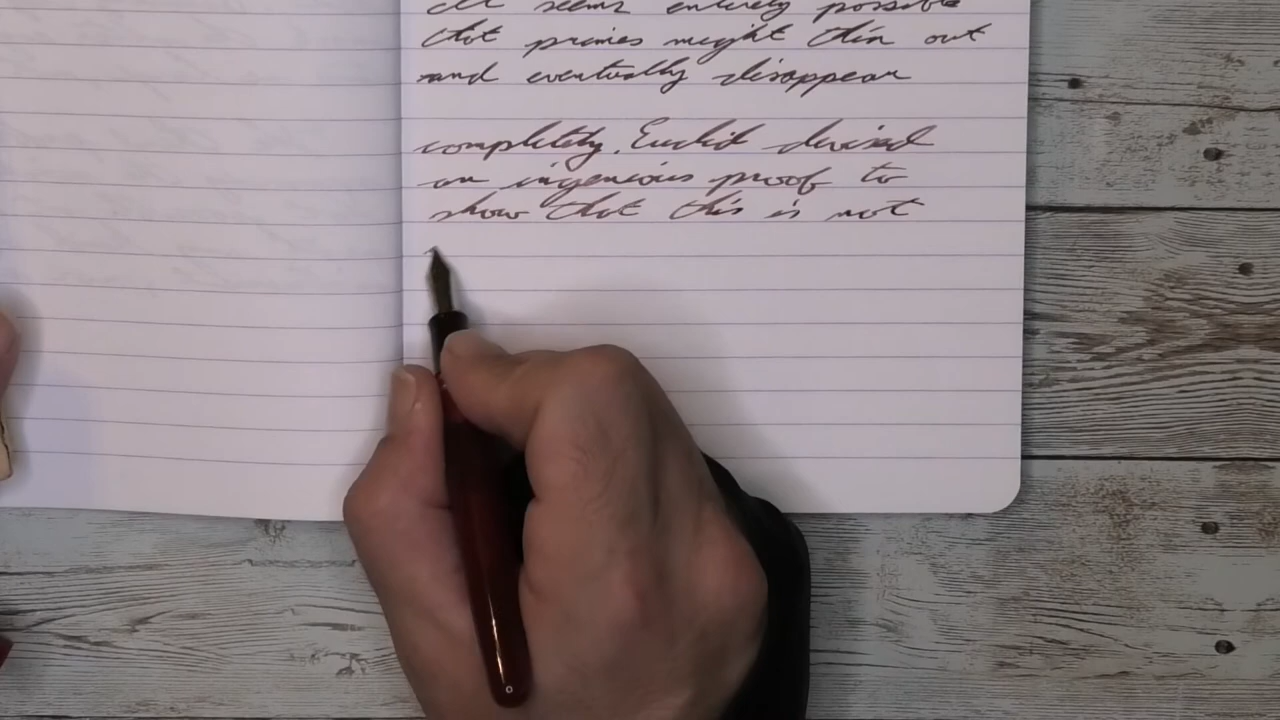 It seems entirely possible
that primes might thin out
and eventually disappear
completely. Euclid devised
an ingenious proof to
show that this is not